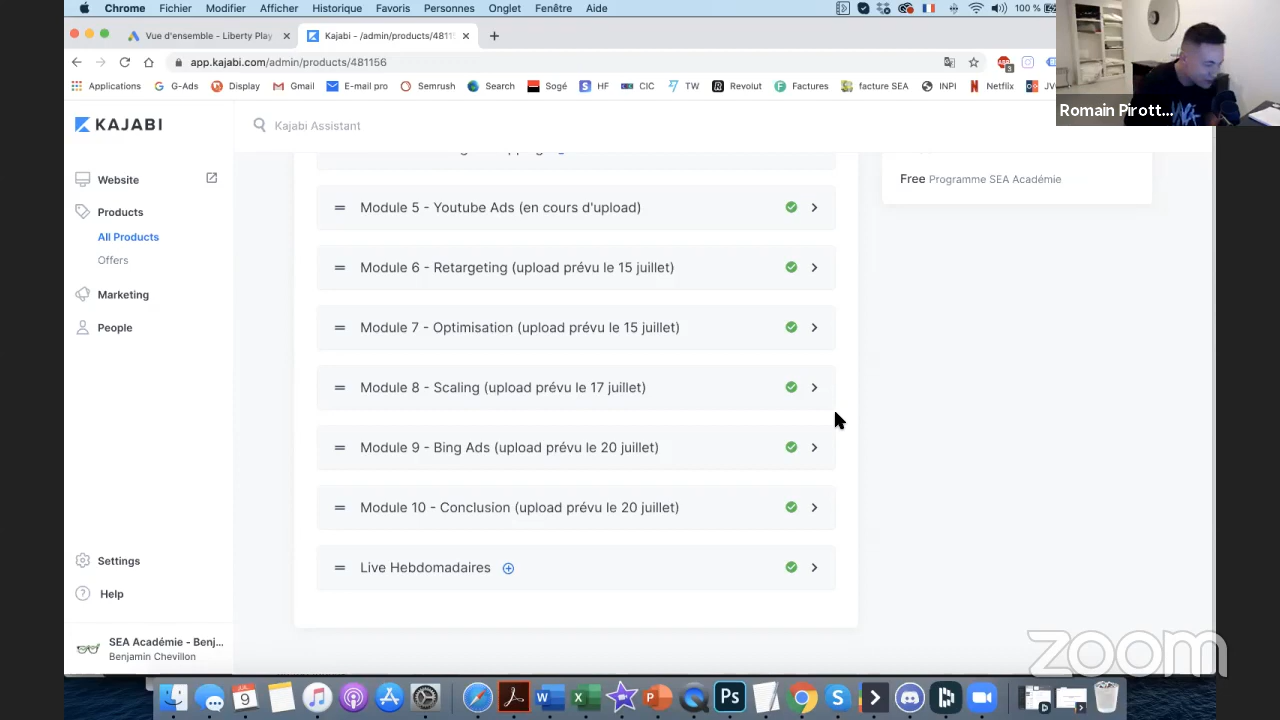 Chrome Fichier Modifier Afficher Historique Favoris Personnes Onglet Fenêtre Aide 100 %
Vue d'ensemble - Liberty Play
Kajabi - /admin/products/4811
app.kajabi.com/admin/products/481156
Applications G-Ads Display Gmail E-mail pro Semrush Search Sogé HF CIC TW Revolut Factures facture SEA INPI Netflix
Romain Pirott...
KAJABI
Kajabi Assistant
Website
Products
All Products
Offers
Marketing
People
Free Programme SEA Académie
Module 5 - Youtube Ads (en cours d'upload)
Module 6 - Retargeting (upload prévu le 15 juillet)
Module 7 - Optimisation (upload prévu le 15 juillet)
Module 8 - Scaling (upload prévu le 17 juillet)
Module 9 - Bing Ads (upload prévu le 20 juillet)
Module 10 - Conclusion (upload prévu le 20 juillet)
Live Hebdomadaires
Settings
Help
SEA Académie - Benj...
Benjamin Chevillon
zoom
9
Ps